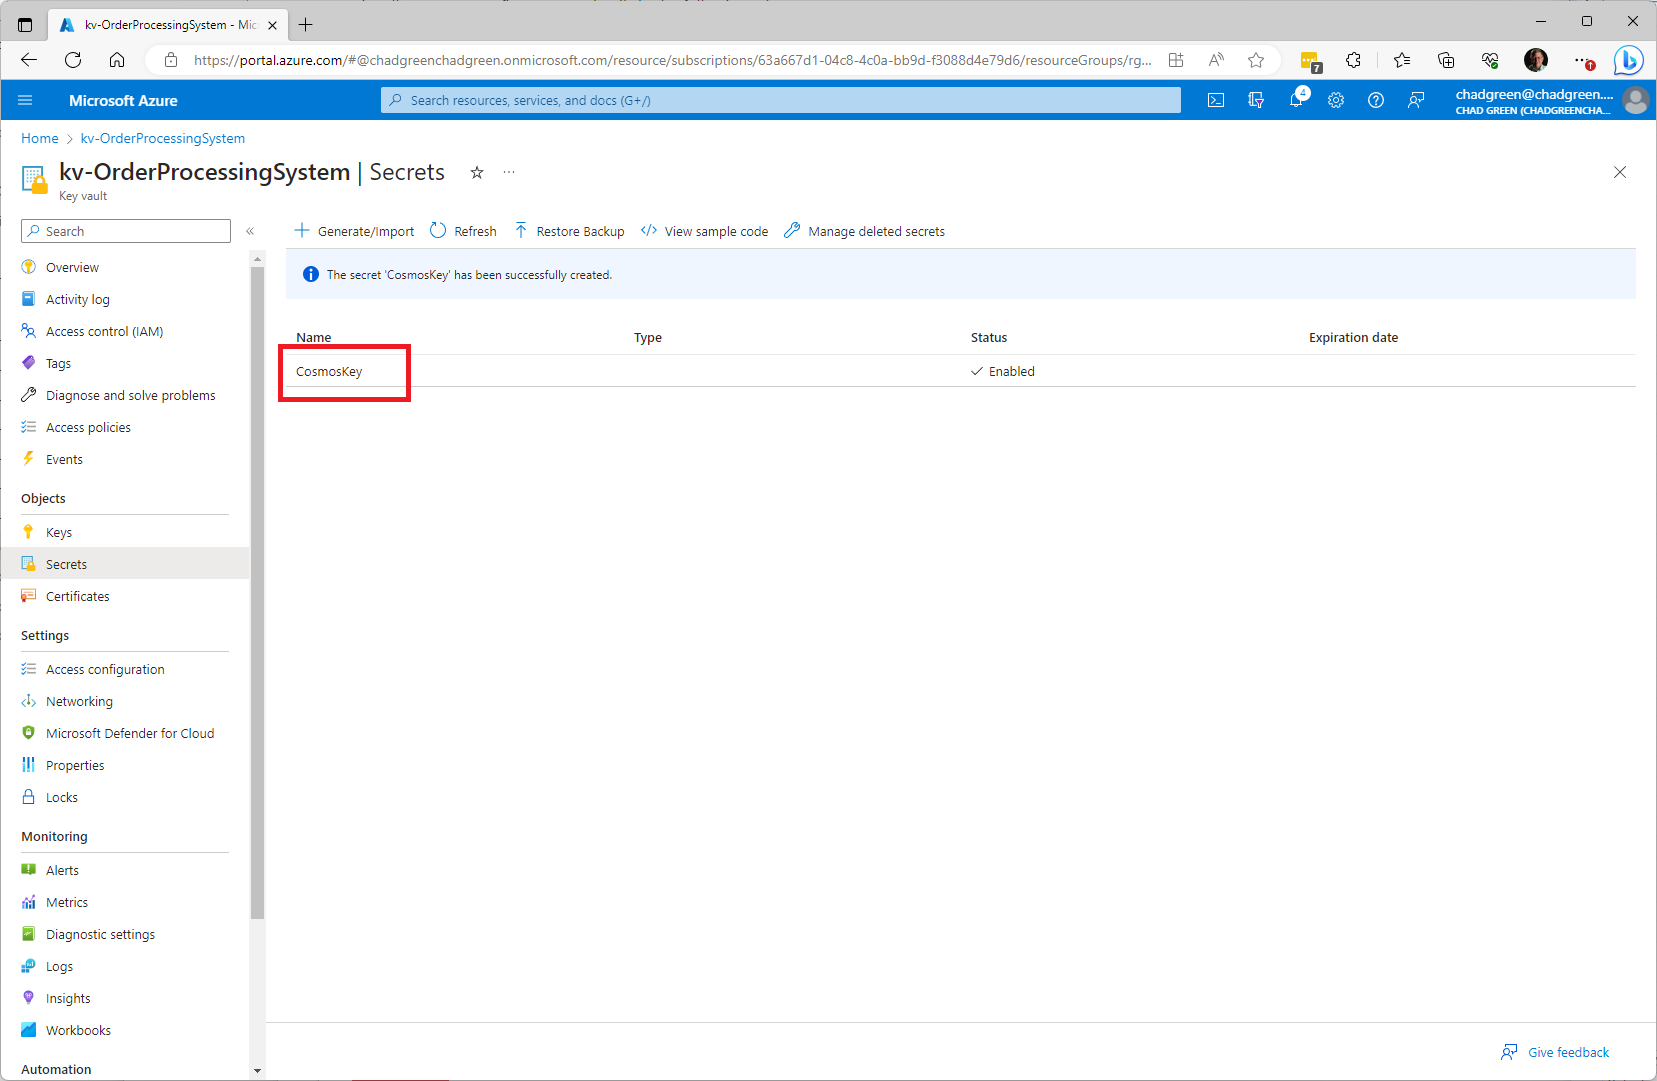 kv-OrderProcessingSystem - Mic
https://portal.azure.com/#@chadgreenchadgreen.onmicrosoft.com/resource/subscriptions/63a667d1-04c8-4c0a-bb9d-f3088d4e79d6/resourceGroups/rg...
7
Microsoft Azure
Search resources, services, and docs (G+/)
4
chadgreen@chadgreen....
CHAD GREEN (CHADGREENCHA...
Home > kv-OrderProcessingSystem
kv-OrderProcessingSystem | Secrets
Key vault
Search
Generate/Import
Refresh
Restore Backup
View sample code
Manage deleted secrets
The secret 'CosmosKey' has been successfully created.
Name Type Status Expiration date
CosmosKey Enabled
Overview
Activity log
Access control (IAM)
Tags
Diagnose and solve problems
Access policies
Events
Objects
Keys
Secrets
Certificates
Settings
Access configuration
Networking
Microsoft Defender for Cloud
Properties
Locks
Monitoring
Alerts
Metrics
Diagnostic settings
Logs
Insights
Workbooks
Automation
Give feedback